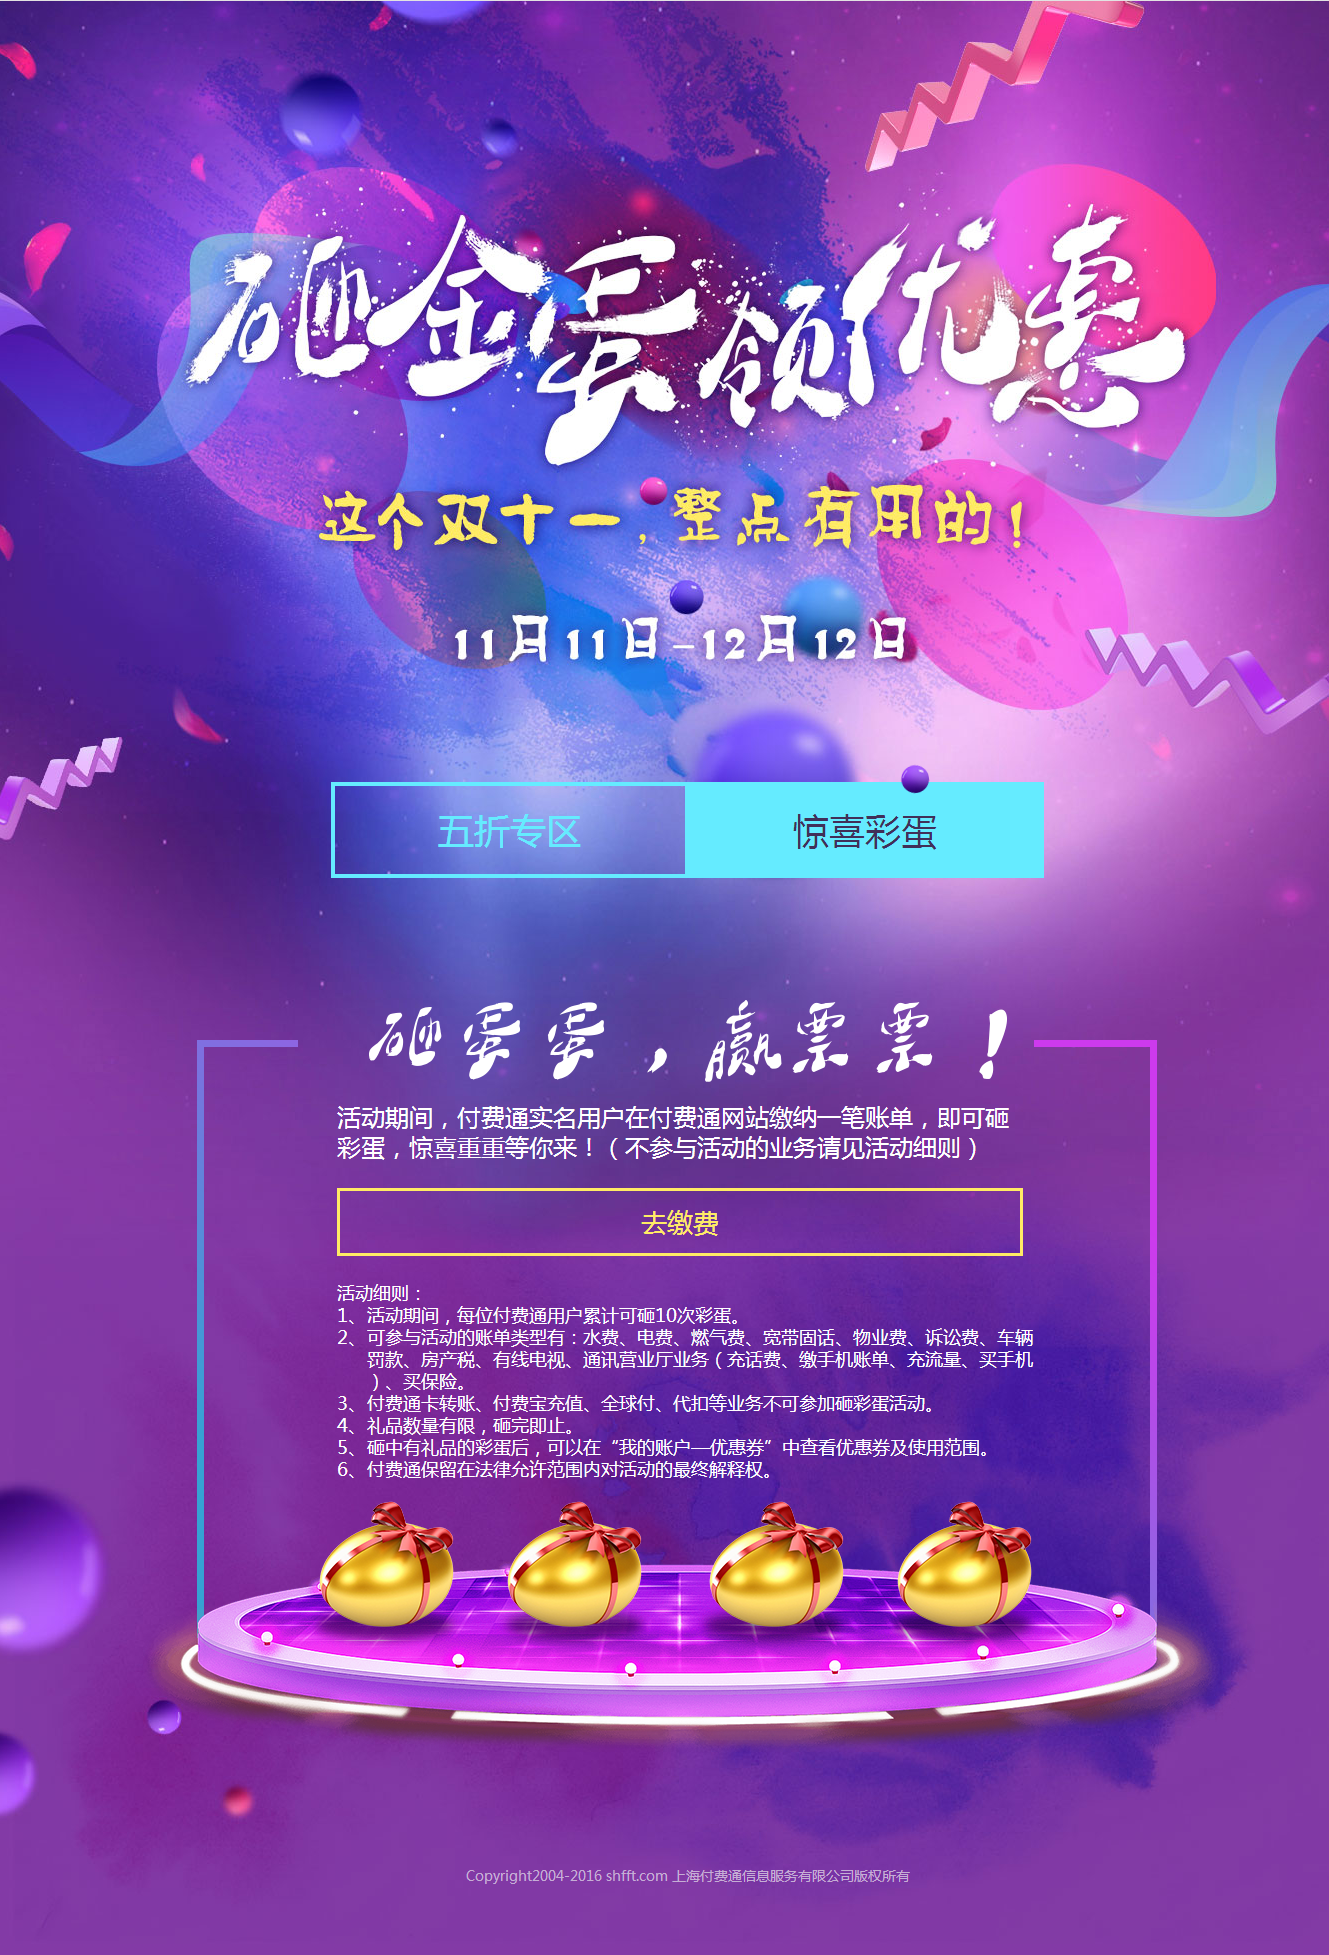 砸金蛋领优惠
这个双十一，整点有用的！
11月11日-12月12日
五折专区
惊喜彩蛋
砸蛋蛋，赢票票！
活动期间，付费通实名用户在付费通网站缴纳一笔账单，即可砸
彩蛋，惊喜重重等你来！（不参与活动的业务请见活动细则）
去缴费
活动细则：
1、活动期间，每位付费通用户累计可砸10次彩蛋。
2、可参与活动的账单类型有：水费、电费、燃气费、宽带固话、物业费、诉讼费、车辆
罚款、房产税、有线电视、通讯营业厅业务（充话费、缴手机账单、充流量、买手机
）、买保险。
3、付费通卡转账、付费宝充值、全球付、代扣等业务不可参加砸彩蛋活动。
4、礼品数量有限，砸完即止。
5、砸中有礼品的彩蛋后，可以在“我的账户—优惠券”中查看优惠券及使用范围。
6、付费通保留在法律允许范围内对活动的最终解释权。
Copyright2004-2016 shfft.com 上海付费通信息服务有限公司版权所有